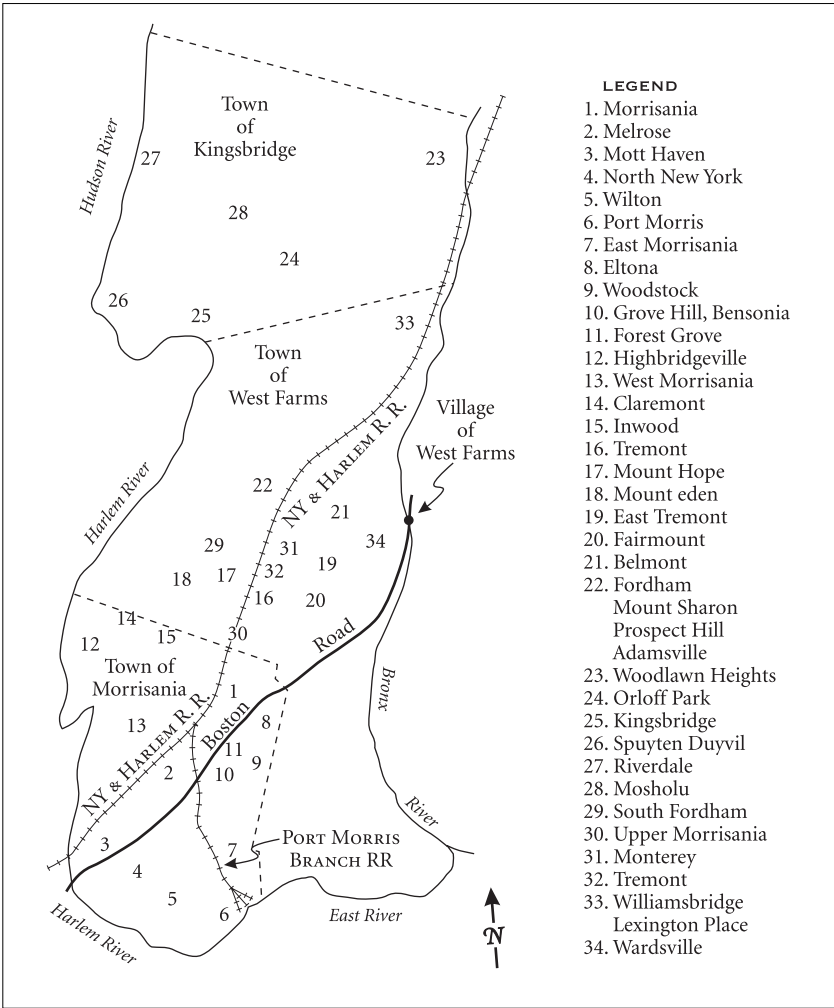 Town
of
Kingsbridge
Hudson River
27
23
28
24
26
25
33
Town
of
West Farms
Village
of
West Farms
NY & HARLEM R. R.
Harlem River
22
21
34
29
31
19
18
17
32
16
20
14
15
30
12
Road
Town of
Morrisania
Bronx
1
NY & HARLEM R. R.
Boston
13
8
11
9
2
10
River
3
7
PORT MORRIS
BRANCH RR
4
5
6
Harlem River
East River
N
LEGEND
1. Morrisania
2. Melrose
3. Mott Haven
4. North New York
5. Wilton
6. Port Morris
7. East Morrisania
8. Eltona
9. Woodstock
10. Grove Hill, Bensonia
11. Forest Grove
12. Highbridgeville
13. West Morrisania
14. Claremont
15. Inwood
16. Tremont
17. Mount Hope
18. Mount eden
19. East Tremont
20. Fairmount
21. Belmont
22. Fordham
Mount Sharon
Prospect Hill
Adamsville
23. Woodlawn Heights
24. Orloff Park
25. Kingsbridge
26. Spuyten Duyvil
27. Riverdale
28. Mosholu
29. South Fordham
30. Upper Morrisania
31. Monterey
32. Tremont
33. Williamsbridge
Lexington Place
34. Wardsville